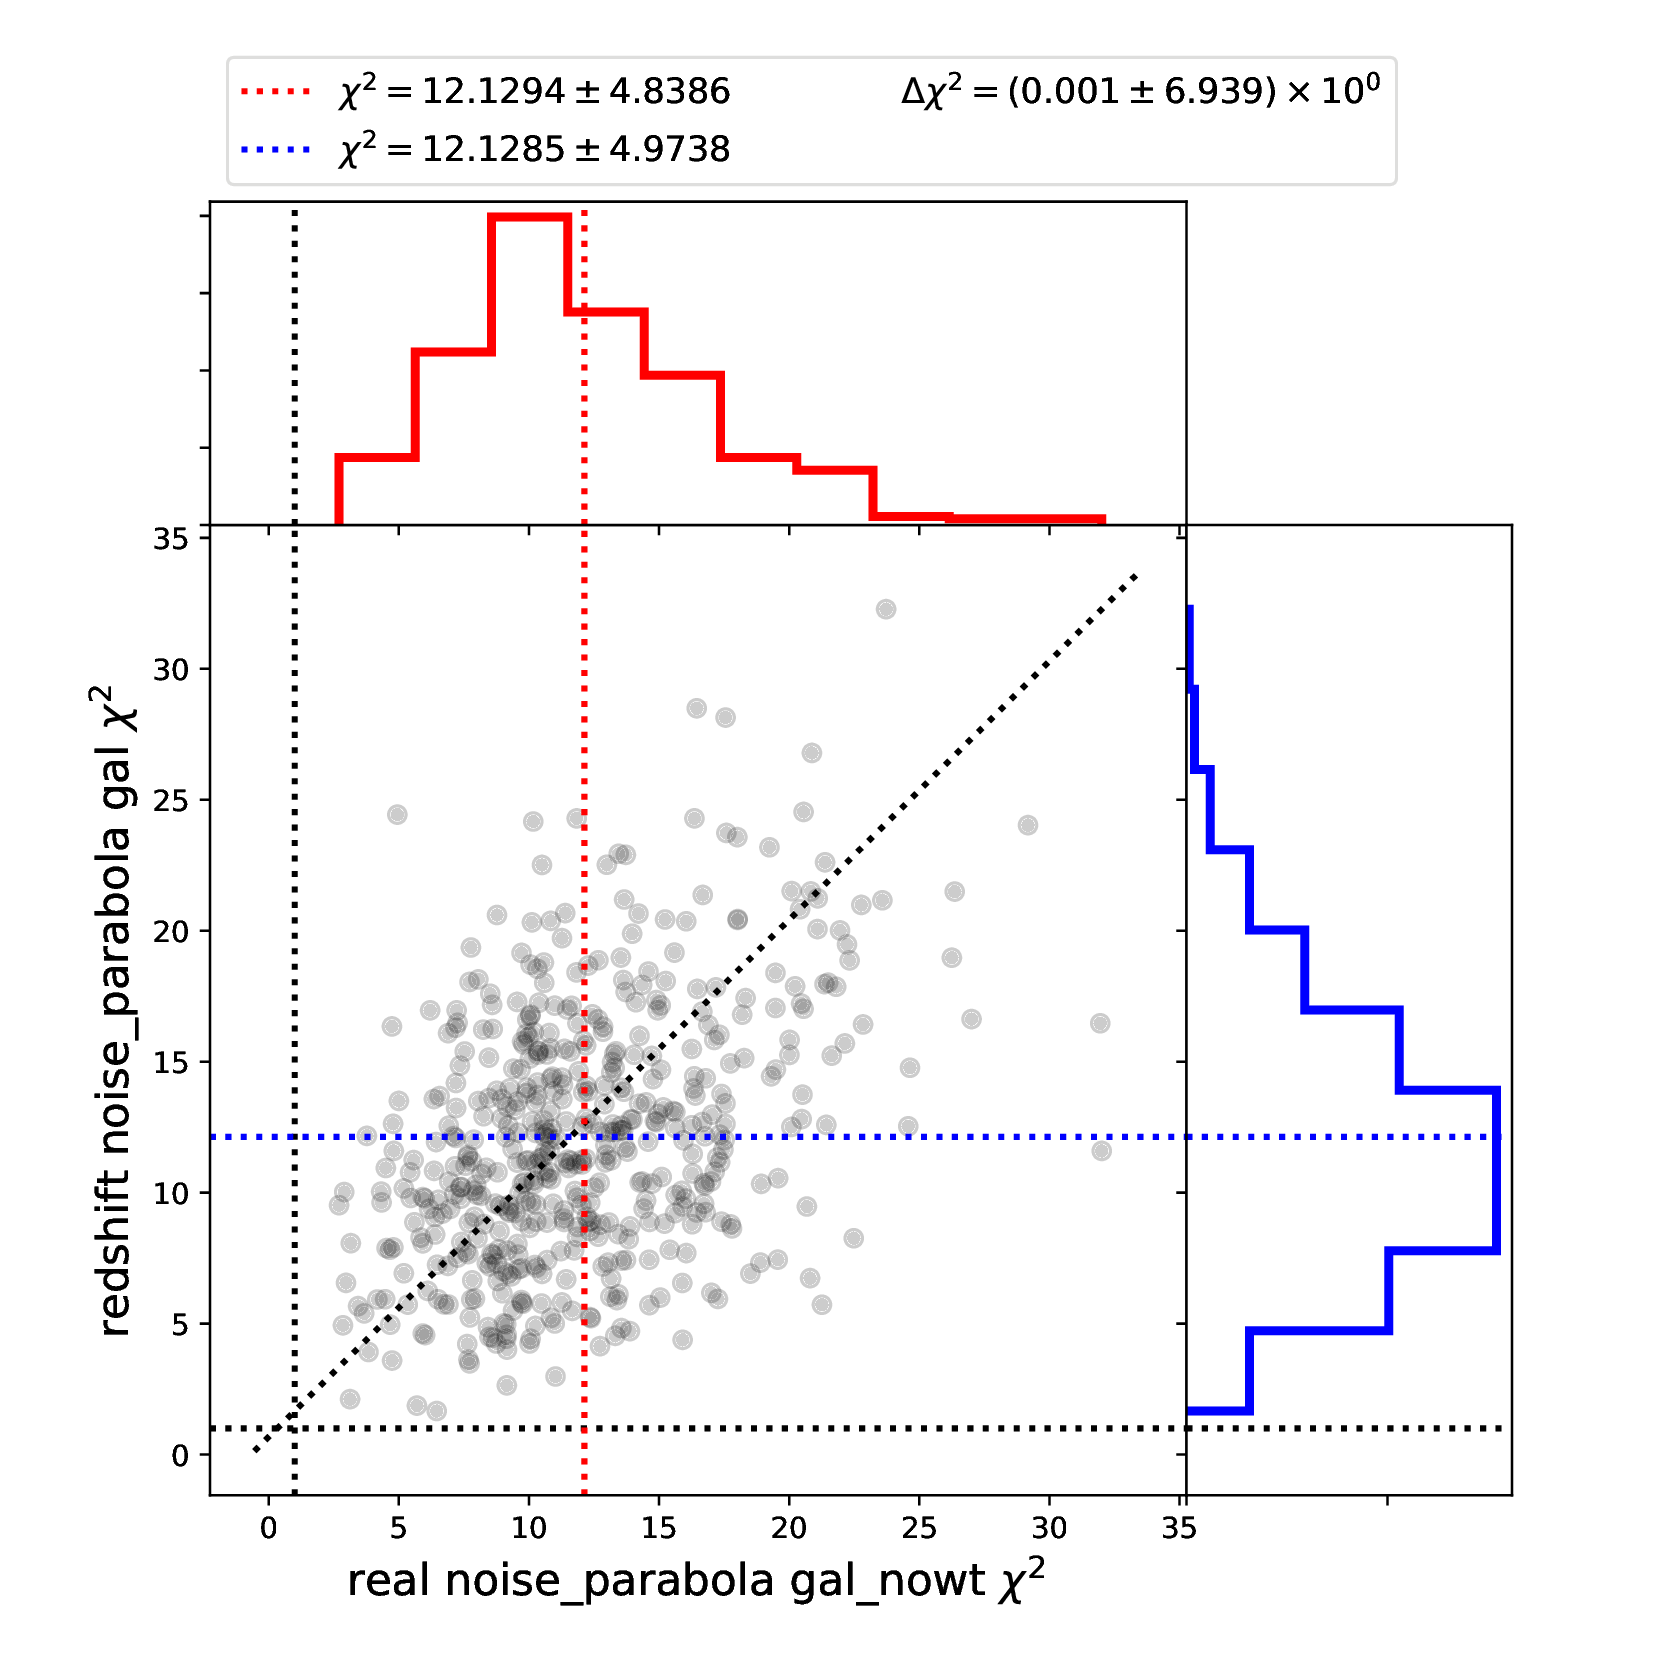 χ² = 12.1294 ± 4.8386
χ² = 12.1285 ± 4.9738
Δχ² = (0.001 ± 6.939) × 10⁰
redshift noise_parabola gal χ²
35
30
25
20
15
10
5
0
0 5 10 15 20 25 30 35
real noise_parabola gal_nowt χ²